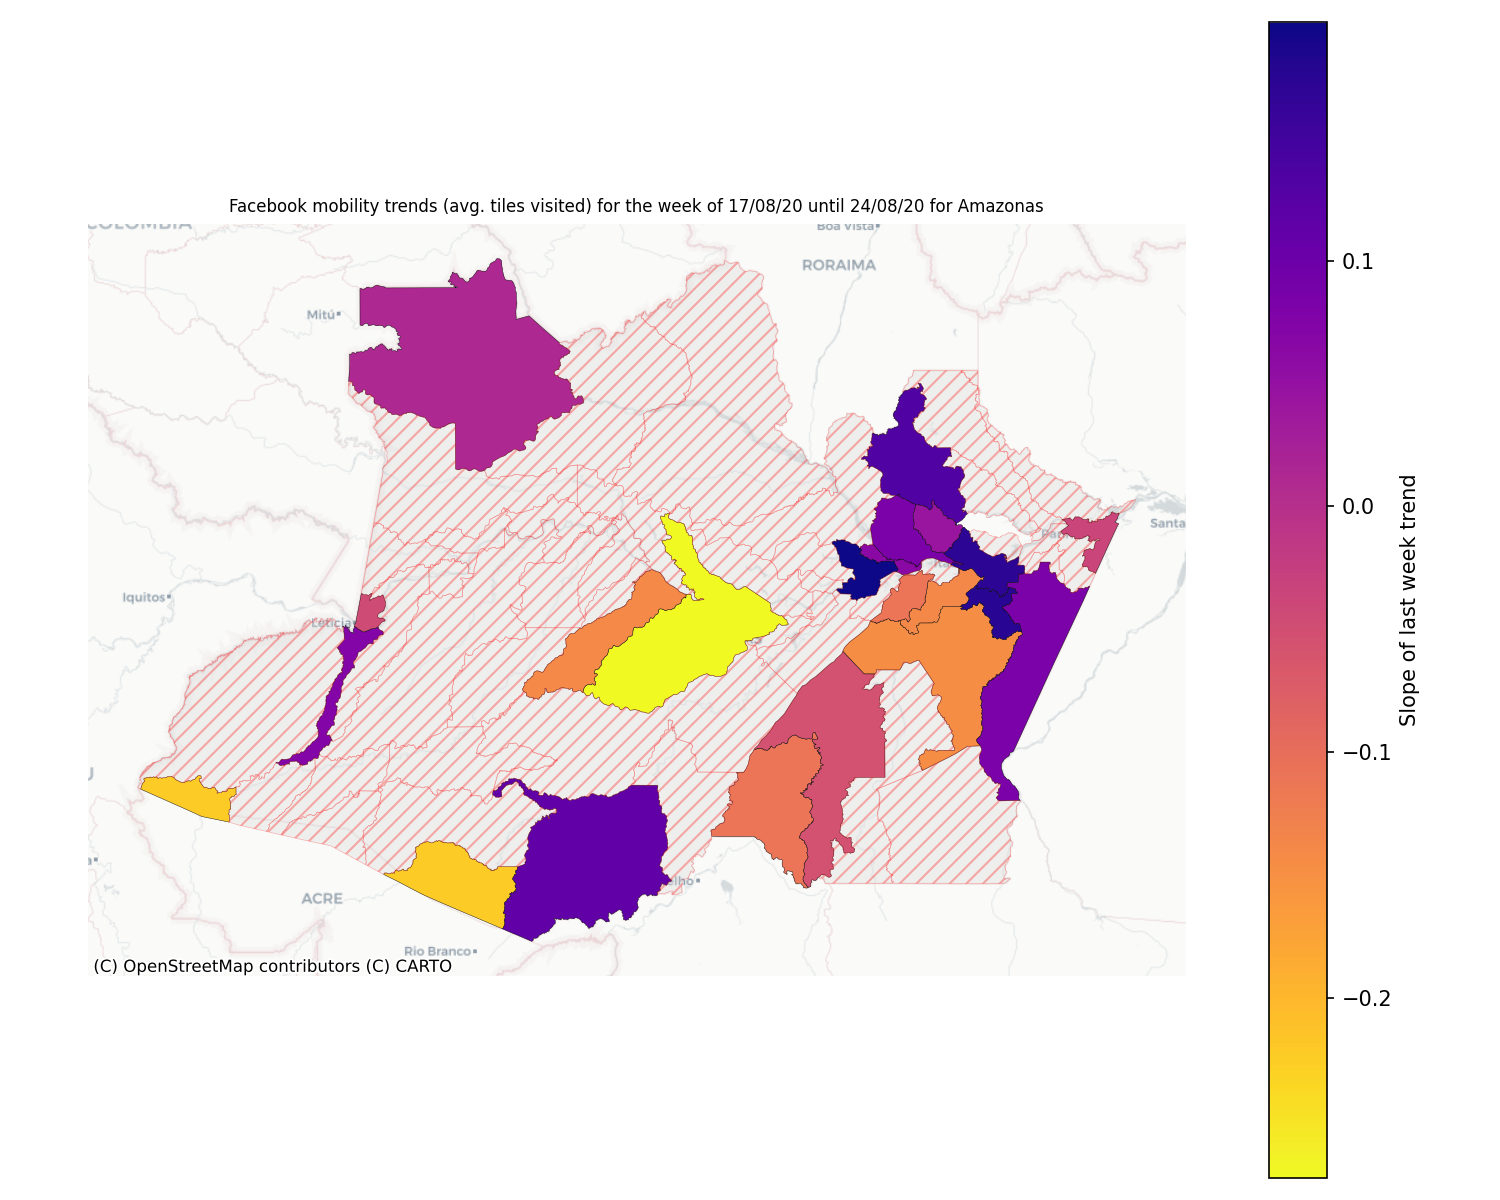 Facebook mobility trends (avg. tiles visited) for the week of 17/08/20 until 24/08/20 for Amazonas
COLOMBIA
Boa Vista
RORAIMA
Mitú
0.1
0.0
−0.1
−0.2
Slope of last week trend
Santa
Iquitos
Leticia
ACRE
Rio Branco
elho
(C) OpenStreetMap contributors (C) CARTO